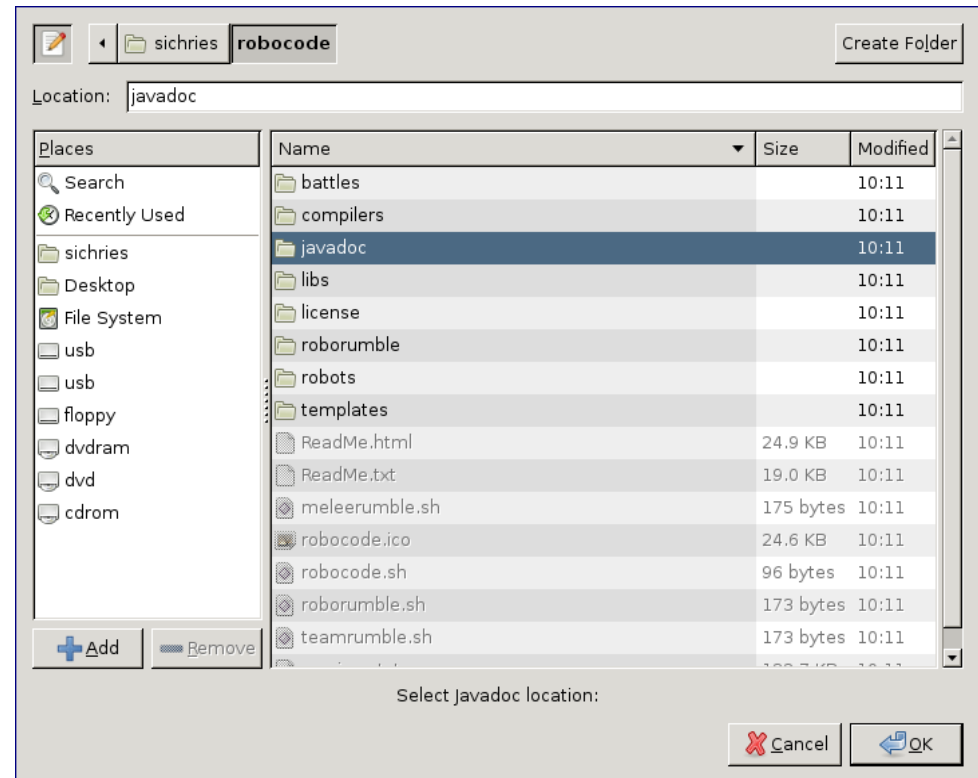 sichries robocode Create Folder
Location: javadoc
Places
Search
Recently Used
sichries
Desktop
File System
usb
usb
floppy
dvdram
dvd
cdrom
Add Remove
Name Size Modified
battles 10:11
compilers 10:11
javadoc 10:11
libs 10:11
license 10:11
roborumble 10:11
robots 10:11
templates 10:11
ReadMe.html 24.9 KB 10:11
ReadMe.txt 19.0 KB 10:11
meleerumble.sh 175 bytes 10:11
robocode.ico 24.6 KB 10:11
robocode.sh 96 bytes 10:11
roborumble.sh 173 bytes 10:11
teamrumble.sh 173 bytes 10:11
Select Javadoc location:
Cancel OK